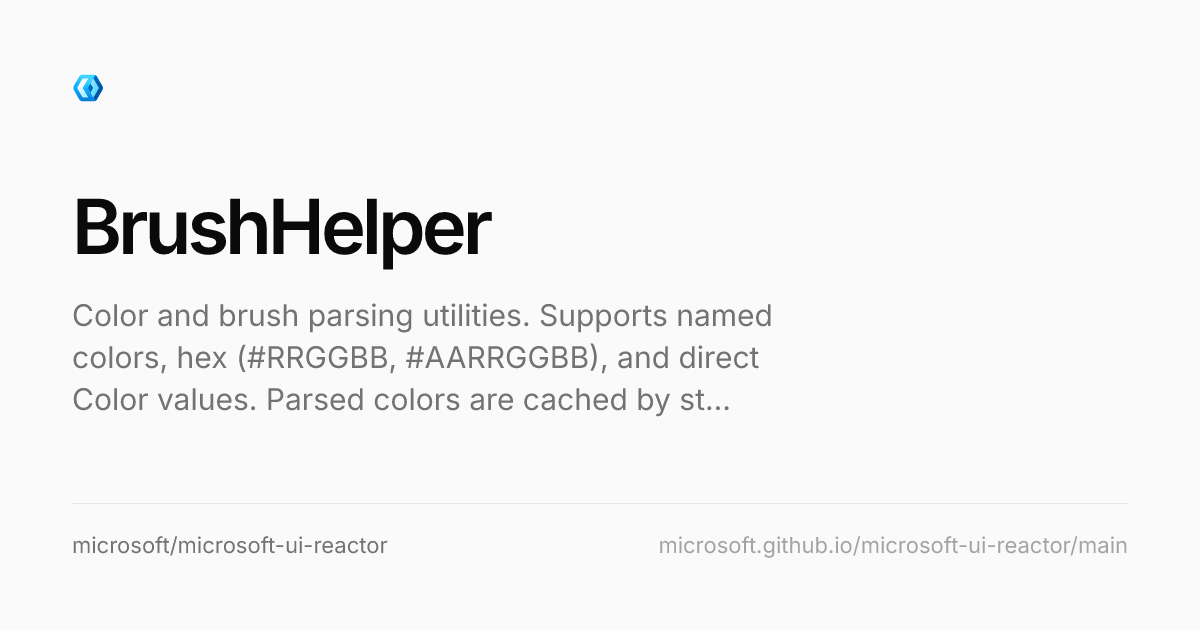 BrushHelper
Color and brush parsing utilities. Supports named
colors, hex (#RRGGBB, #AARRGGBB), and direct
Color values. Parsed colors are cached by st...
microsoft/microsoft-ui-reactor
microsoft.github.io/microsoft-ui-reactor/main